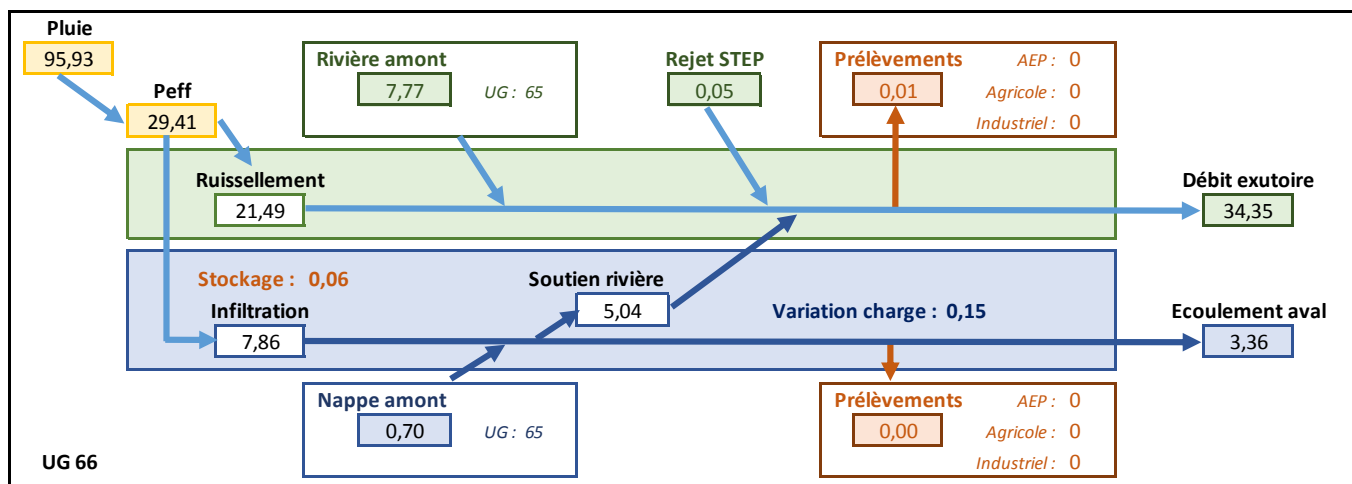 Pluie
95,93
Peff
29,41
Rivière amont
7,77
UG : 65
Rejet STEP
0,05
Prélèvements
0,01
AEP : 0
Agricole : 0
Industriel : 0
Ruissellement
21,49
Débit exutoire
34,35
Stockage : 0,06
Infiltration
7,86
Soutien rivière
5,04
Variation charge : 0,15
Ecoulement aval
3,36
Nappe amont
0,70
UG : 65
Prélèvements
0,00
AEP : 0
Agricole : 0
Industriel : 0
UG 66